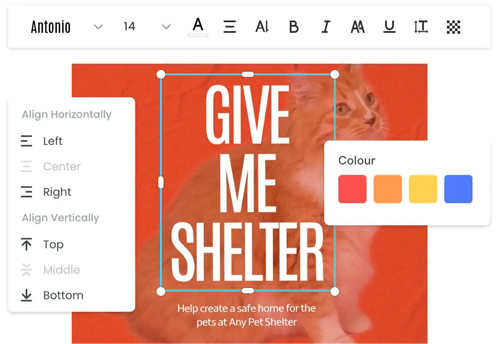 Antonio
14
A
A
B
I
AA
U
T
Align Horizontally
Left
Center
Right
Align Vertically
Top
Middle
Bottom
GIVE
ME
SHELTER
Help create a safe home for the
pets at Any Pet Shelter
Colour